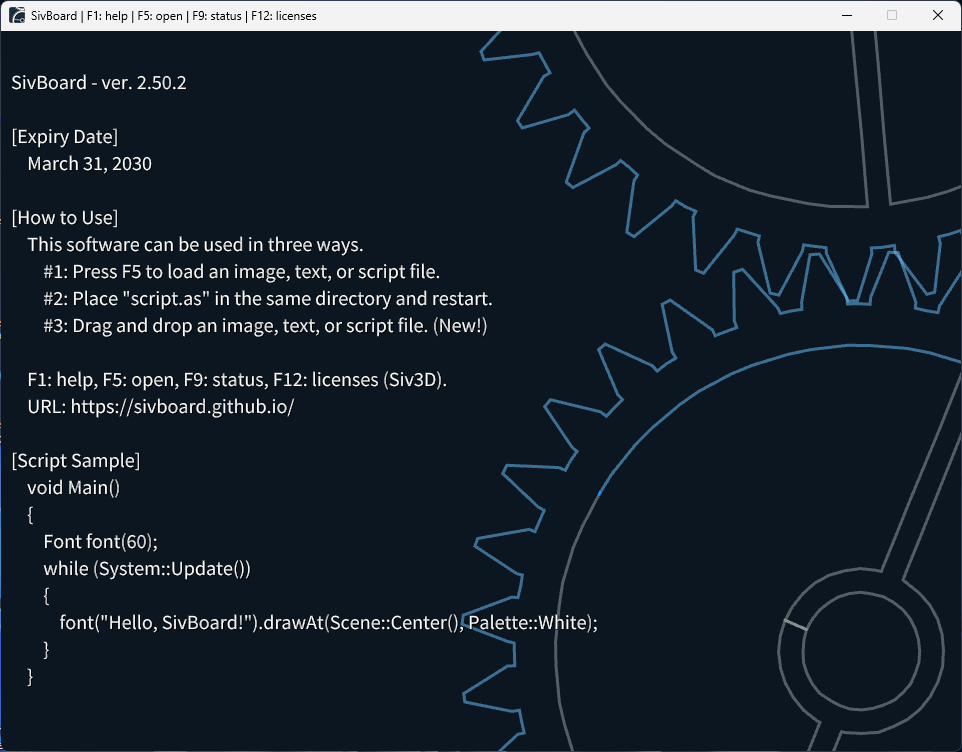 SivBoard | F1: help | F5: open | F9: status | F12: licenses
SivBoard - ver. 2.50.2
[Expiry Date]
March 31, 2030
[How to Use]
This software can be used in three ways.
#1: Press F5 to load an image, text, or script file.
#2: Place "script.as" in the same directory and restart.
#3: Drag and drop an image, text, or script file. (New!)
F1: help, F5: open, F9: status, F12: licenses (Siv3D).
URL: https://sivboard.github.io/
[Script Sample]
void Main()
{
Font font(60);
while (System::Update())
{
font("Hello, SivBoard!").drawAt(Scene::Center(), Palette::White);
}
}